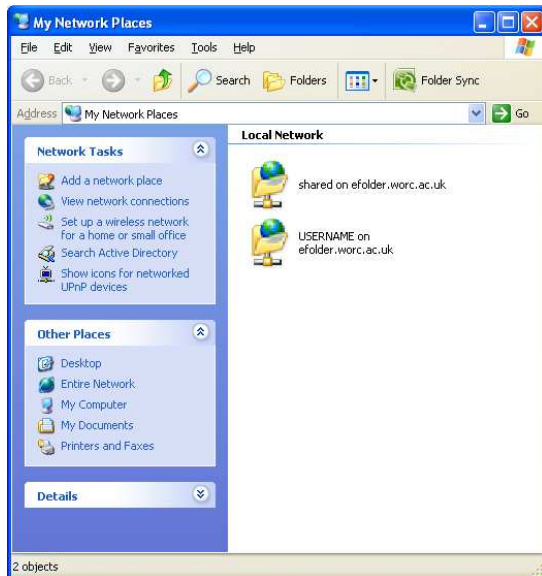 My Network Places
File Edit View Favorites Tools Help
Back Search Folders Folder Sync
Address My Network Places Go
Network Tasks
Add a network place
View network connections
Set up a wireless network
for a home or small office
Search Active Directory
Show icons for networked
UPnP devices
Other Places
Desktop
Entire Network
My Computer
My Documents
Printers and Faxes
Details
Local Network
shared on efolder.worc.ac.uk
USERNAME on
efolder.worc.ac.uk
2 objects